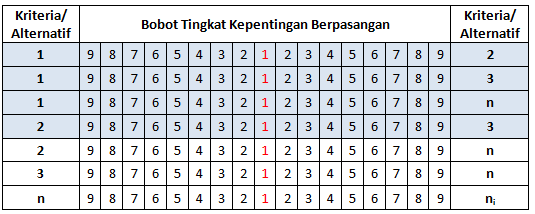 Kriteria/ Alternatif Bobot Tingkat Kepentingan Berpasangan Kriteria/ Alternatif
1 9 8 7 6 5 4 3 2 1 2 3 4 5 6 7 8 9 2
1 9 8 7 6 5 4 3 2 1 2 3 4 5 6 7 8 9 3
1 9 8 7 6 5 4 3 2 1 2 3 4 5 6 7 8 9 n
2 9 8 7 6 5 4 3 2 1 2 3 4 5 6 7 8 9 3
2 9 8 7 6 5 4 3 2 1 2 3 4 5 6 7 8 9 n
3 9 8 7 6 5 4 3 2 1 2 3 4 5 6 7 8 9 n
n 9 8 7 6 5 4 3 2 1 2 3 4 5 6 7 8 9 nᵢ